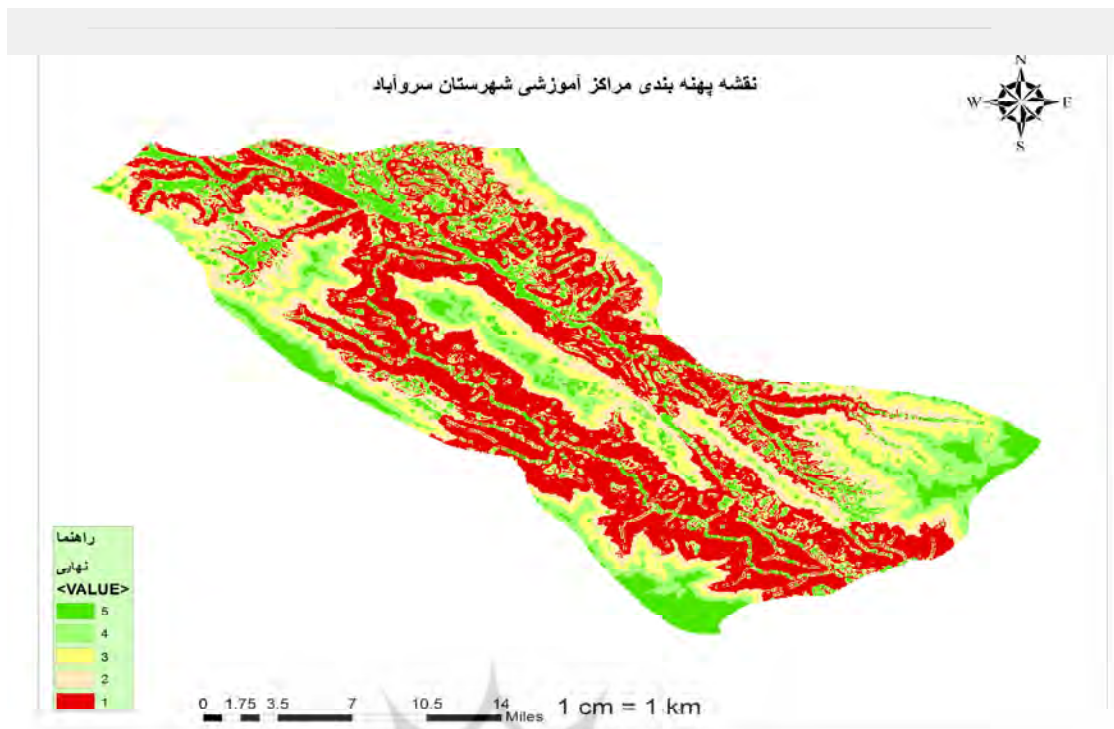 نقشه پهنه بندی مراکز آموزشی شهرستان سروآباد
N
W E
S
راهنما
نهایی
<VALUE>
5
4
3
2
1
0 1.75 3.5 7 10.5 14
Miles
1 cm = 1 km